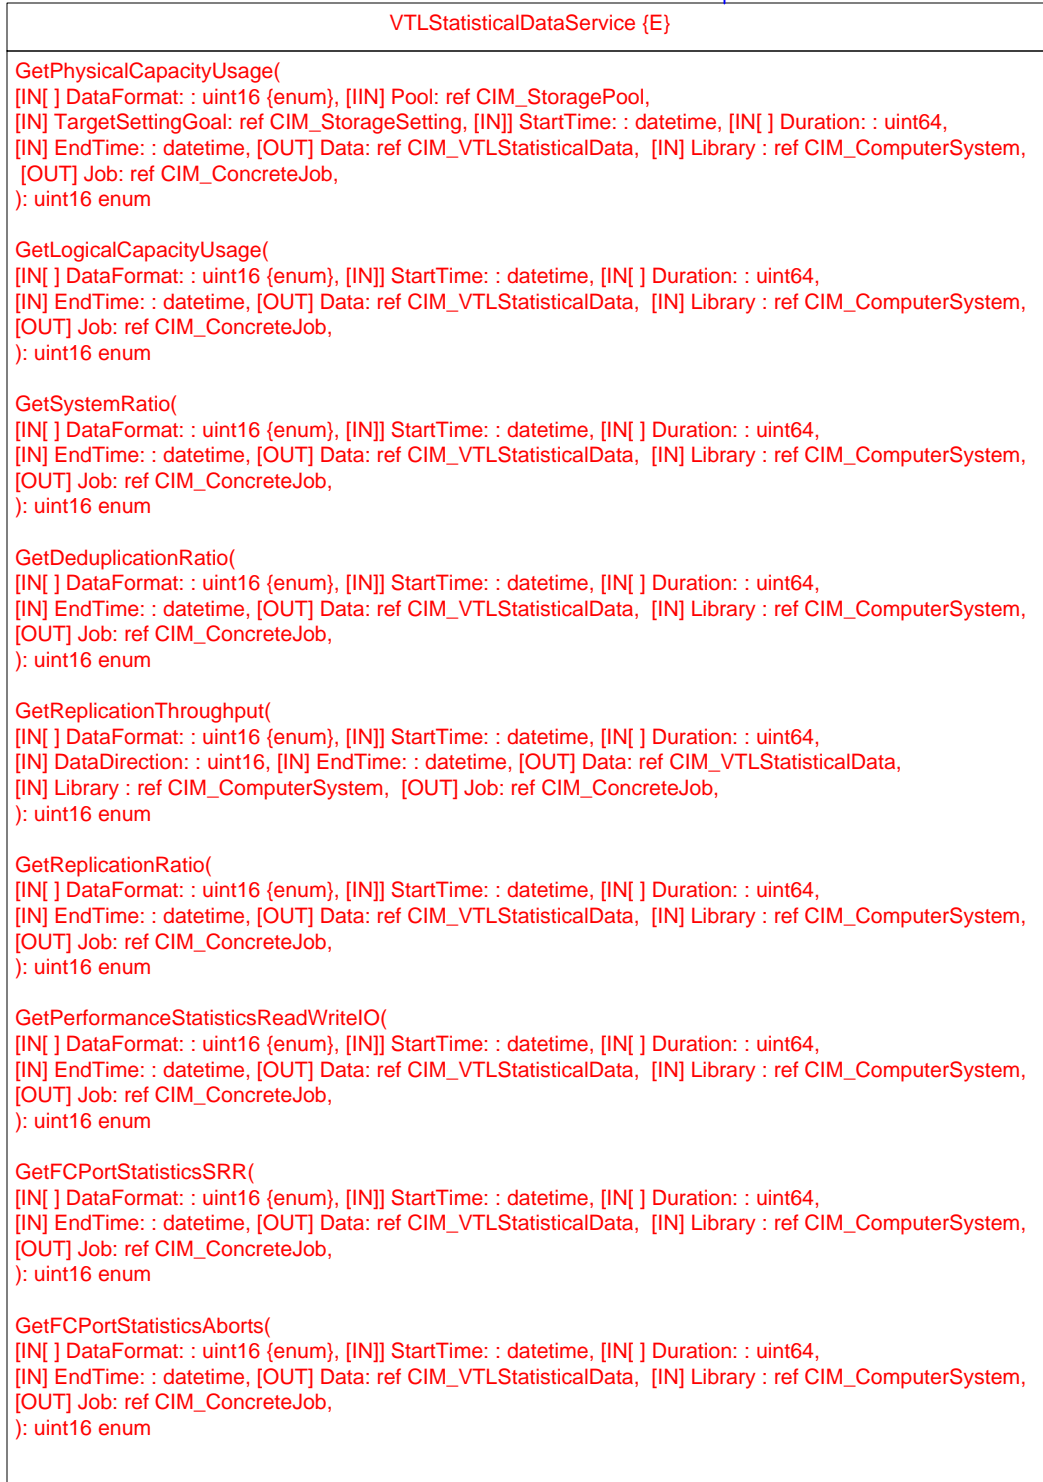 VTLStatisticalDataService {E}
GetPhysicalCapacityUsage(
[IN[ ] DataFormat: : uint16 {enum}, [IIN] Pool: ref CIM_StoragePool,
[IN] TargetSettingGoal: ref CIM_StorageSetting, [IN]] StartTime: : datetime, [IN[ ] Duration: : uint64,
[IN] EndTime: : datetime, [OUT] Data: ref CIM_VTLStatisticalData,  [IN] Library : ref CIM_ComputerSystem,
[OUT] Job: ref CIM_ConcreteJob,
): uint16 enum
GetLogicalCapacityUsage(
[IN[ ] DataFormat: : uint16 {enum}, [IN]] StartTime: : datetime, [IN[ ] Duration: : uint64,
[IN] EndTime: : datetime, [OUT] Data: ref CIM_VTLStatisticalData,  [IN] Library : ref CIM_ComputerSystem,
[OUT] Job: ref CIM_ConcreteJob,
): uint16 enum
GetSystemRatio(
[IN[ ] DataFormat: : uint16 {enum}, [IN]] StartTime: : datetime, [IN[ ] Duration: : uint64,
[IN] EndTime: : datetime, [OUT] Data: ref CIM_VTLStatisticalData,  [IN] Library : ref CIM_ComputerSystem,
[OUT] Job: ref CIM_ConcreteJob,
): uint16 enum
GetDeduplicationRatio(
[IN[ ] DataFormat: : uint16 {enum}, [IN]] StartTime: : datetime, [IN[ ] Duration: : uint64,
[IN] EndTime: : datetime, [OUT] Data: ref CIM_VTLStatisticalData,  [IN] Library : ref CIM_ComputerSystem,
[OUT] Job: ref CIM_ConcreteJob,
): uint16 enum
GetReplicationThroughput(
[IN[ ] DataFormat: : uint16 {enum}, [IN]] StartTime: : datetime, [IN[ ] Duration: : uint64,
[IN] DataDirection: : uint16, [IN] EndTime: : datetime, [OUT] Data: ref CIM_VTLStatisticalData,
[IN] Library : ref CIM_ComputerSystem,  [OUT] Job: ref CIM_ConcreteJob,
): uint16 enum
GetReplicationRatio(
[IN[ ] DataFormat: : uint16 {enum}, [IN]] StartTime: : datetime, [IN[ ] Duration: : uint64,
[IN] EndTime: : datetime, [OUT] Data: ref CIM_VTLStatisticalData,  [IN] Library : ref CIM_ComputerSystem,
[OUT] Job: ref CIM_ConcreteJob,
): uint16 enum
GetPerformanceStatisticsReadWriteIO(
[IN[ ] DataFormat: : uint16 {enum}, [IN]] StartTime: : datetime, [IN[ ] Duration: : uint64,
[IN] EndTime: : datetime, [OUT] Data: ref CIM_VTLStatisticalData,  [IN] Library : ref CIM_ComputerSystem,
[OUT] Job: ref CIM_ConcreteJob,
): uint16 enum
GetFCPortStatisticsSRR(
[IN[ ] DataFormat: : uint16 {enum}, [IN]] StartTime: : datetime, [IN[ ] Duration: : uint64,
[IN] EndTime: : datetime, [OUT] Data: ref CIM_VTLStatisticalData,  [IN] Library : ref CIM_ComputerSystem,
[OUT] Job: ref CIM_ConcreteJob,
): uint16 enum
GetFCPortStatisticsAborts(
[IN[ ] DataFormat: : uint16 {enum}, [IN]] StartTime: : datetime, [IN[ ] Duration: : uint64,
[IN] EndTime: : datetime, [OUT] Data: ref CIM_VTLStatisticalData,  [IN] Library : ref CIM_ComputerSystem,
[OUT] Job: ref CIM_ConcreteJob,
): uint16 enum